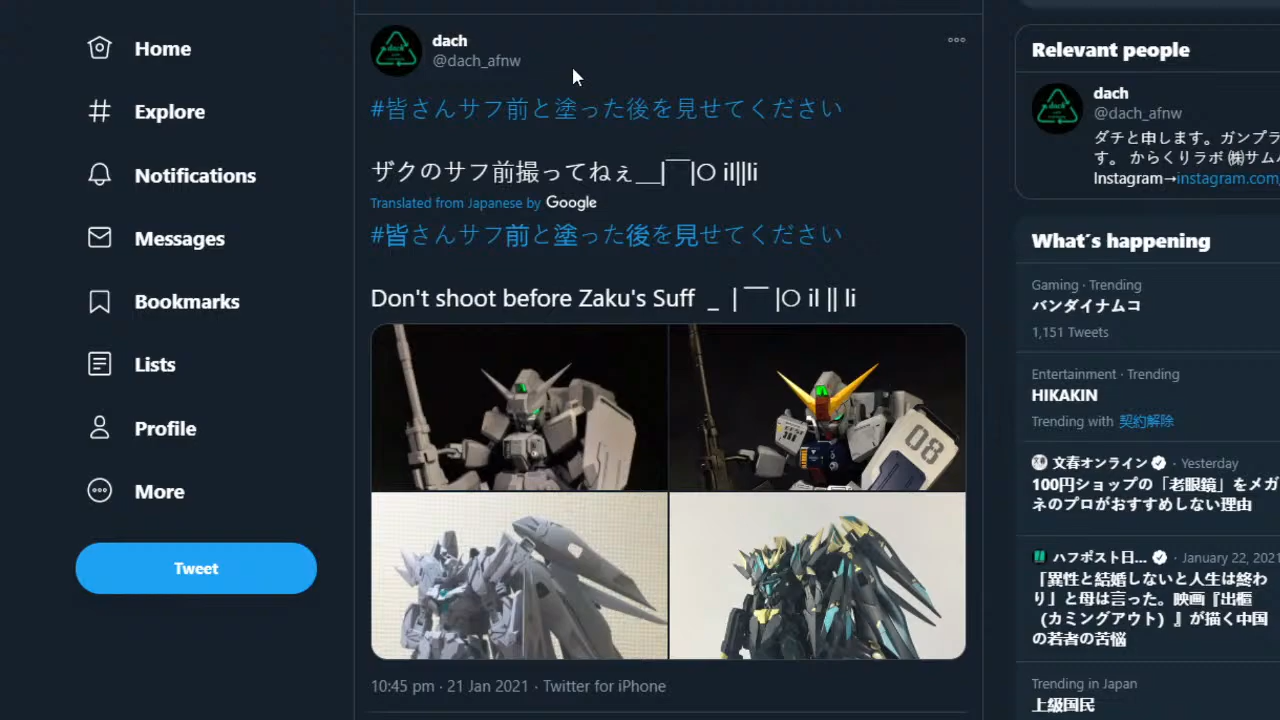 Home
Explore
Notifications
Messages
Bookmarks
Lists
Profile
More
Tweet
dach
@dach_afnw
#皆さんサフ前と塗った後を見せてください
ザクのサフ前撮ってねぇ__|￣|○ il||li
Translated from Japanese by Google
#皆さんサフ前と塗った後を見せてください
Don't shoot before Zaku's Suff _ | ￣ |○ il || li
08
10:45 pm · 21 Jan 2021 · Twitter for iPhone
Relevant people
dach
@dach_afnw
ダチと申します。ガンプラ
す。 からくりラボ ㈱サム
Instagram→instagram.com
What´s happening
Gaming · Trending
バンダイナムコ
1,151 Tweets
Entertainment · Trending
HIKAKIN
Trending with 契約解除
文春オンライン · Yesterday
100円ショップの「老眼鏡」をメガ
ネのプロがおすすめしない理由
ハフポスト日... · January 22, 2021
「異性と結婚しないと人生は終わ
り」と母は言った。映画『出櫃
（カミングアウト）』が描く中国
の若者の苦悩
Trending in Japan
上級国民